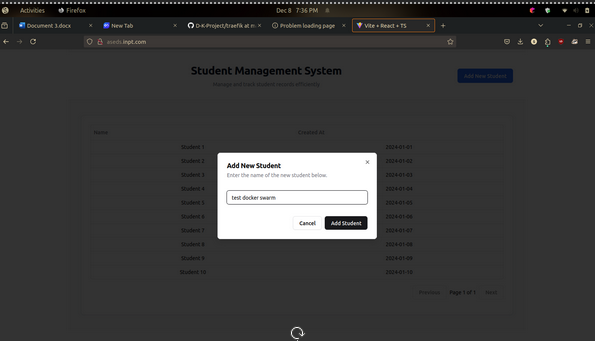 Activities Firefox Dec 8 7:36 PM
Document 3.docx × New Tab × D-K-Project/traefik at m × Problem loading page × Vite + React + TS × +
inpt.com
Student Management System
Manage and track student records efficiently
Add New Student
Name Created At
Student 1 2024-01-01
Student 2 2024-01-02
Student 3 2024-01-03
Student 4 2024-01-04
Student 5 2024-01-05
Student 6 2024-01-06
Student 7 2024-01-07
Student 8 2024-01-08
Student 9 2024-01-09
Student 10 2024-01-10
Previous Page 1 of Next
Add New Student ×
Enter the name of the new student below.
test docker swarm
Cancel Add Student